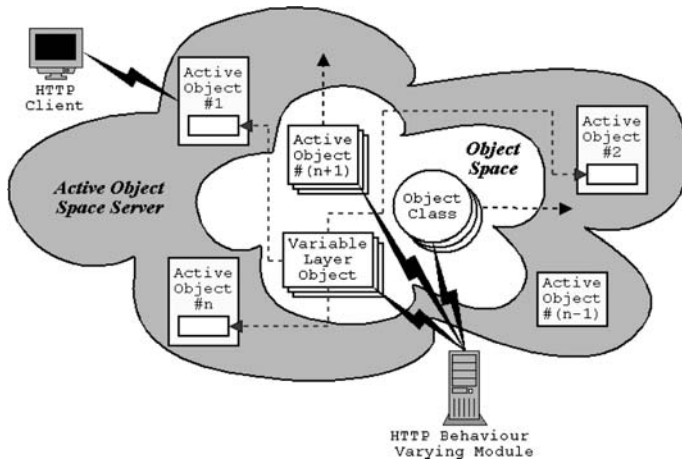 HTTP
Client
Active
Object
#1
Active
Object
#(n+1)
Object
Space
Active
Object
#2
Active Object
Space Server
Object
Class
Variable
Layer
Object
Active
Object
#n
Active
Object
#(n-1)
HTTP Behaviour
Varying Module